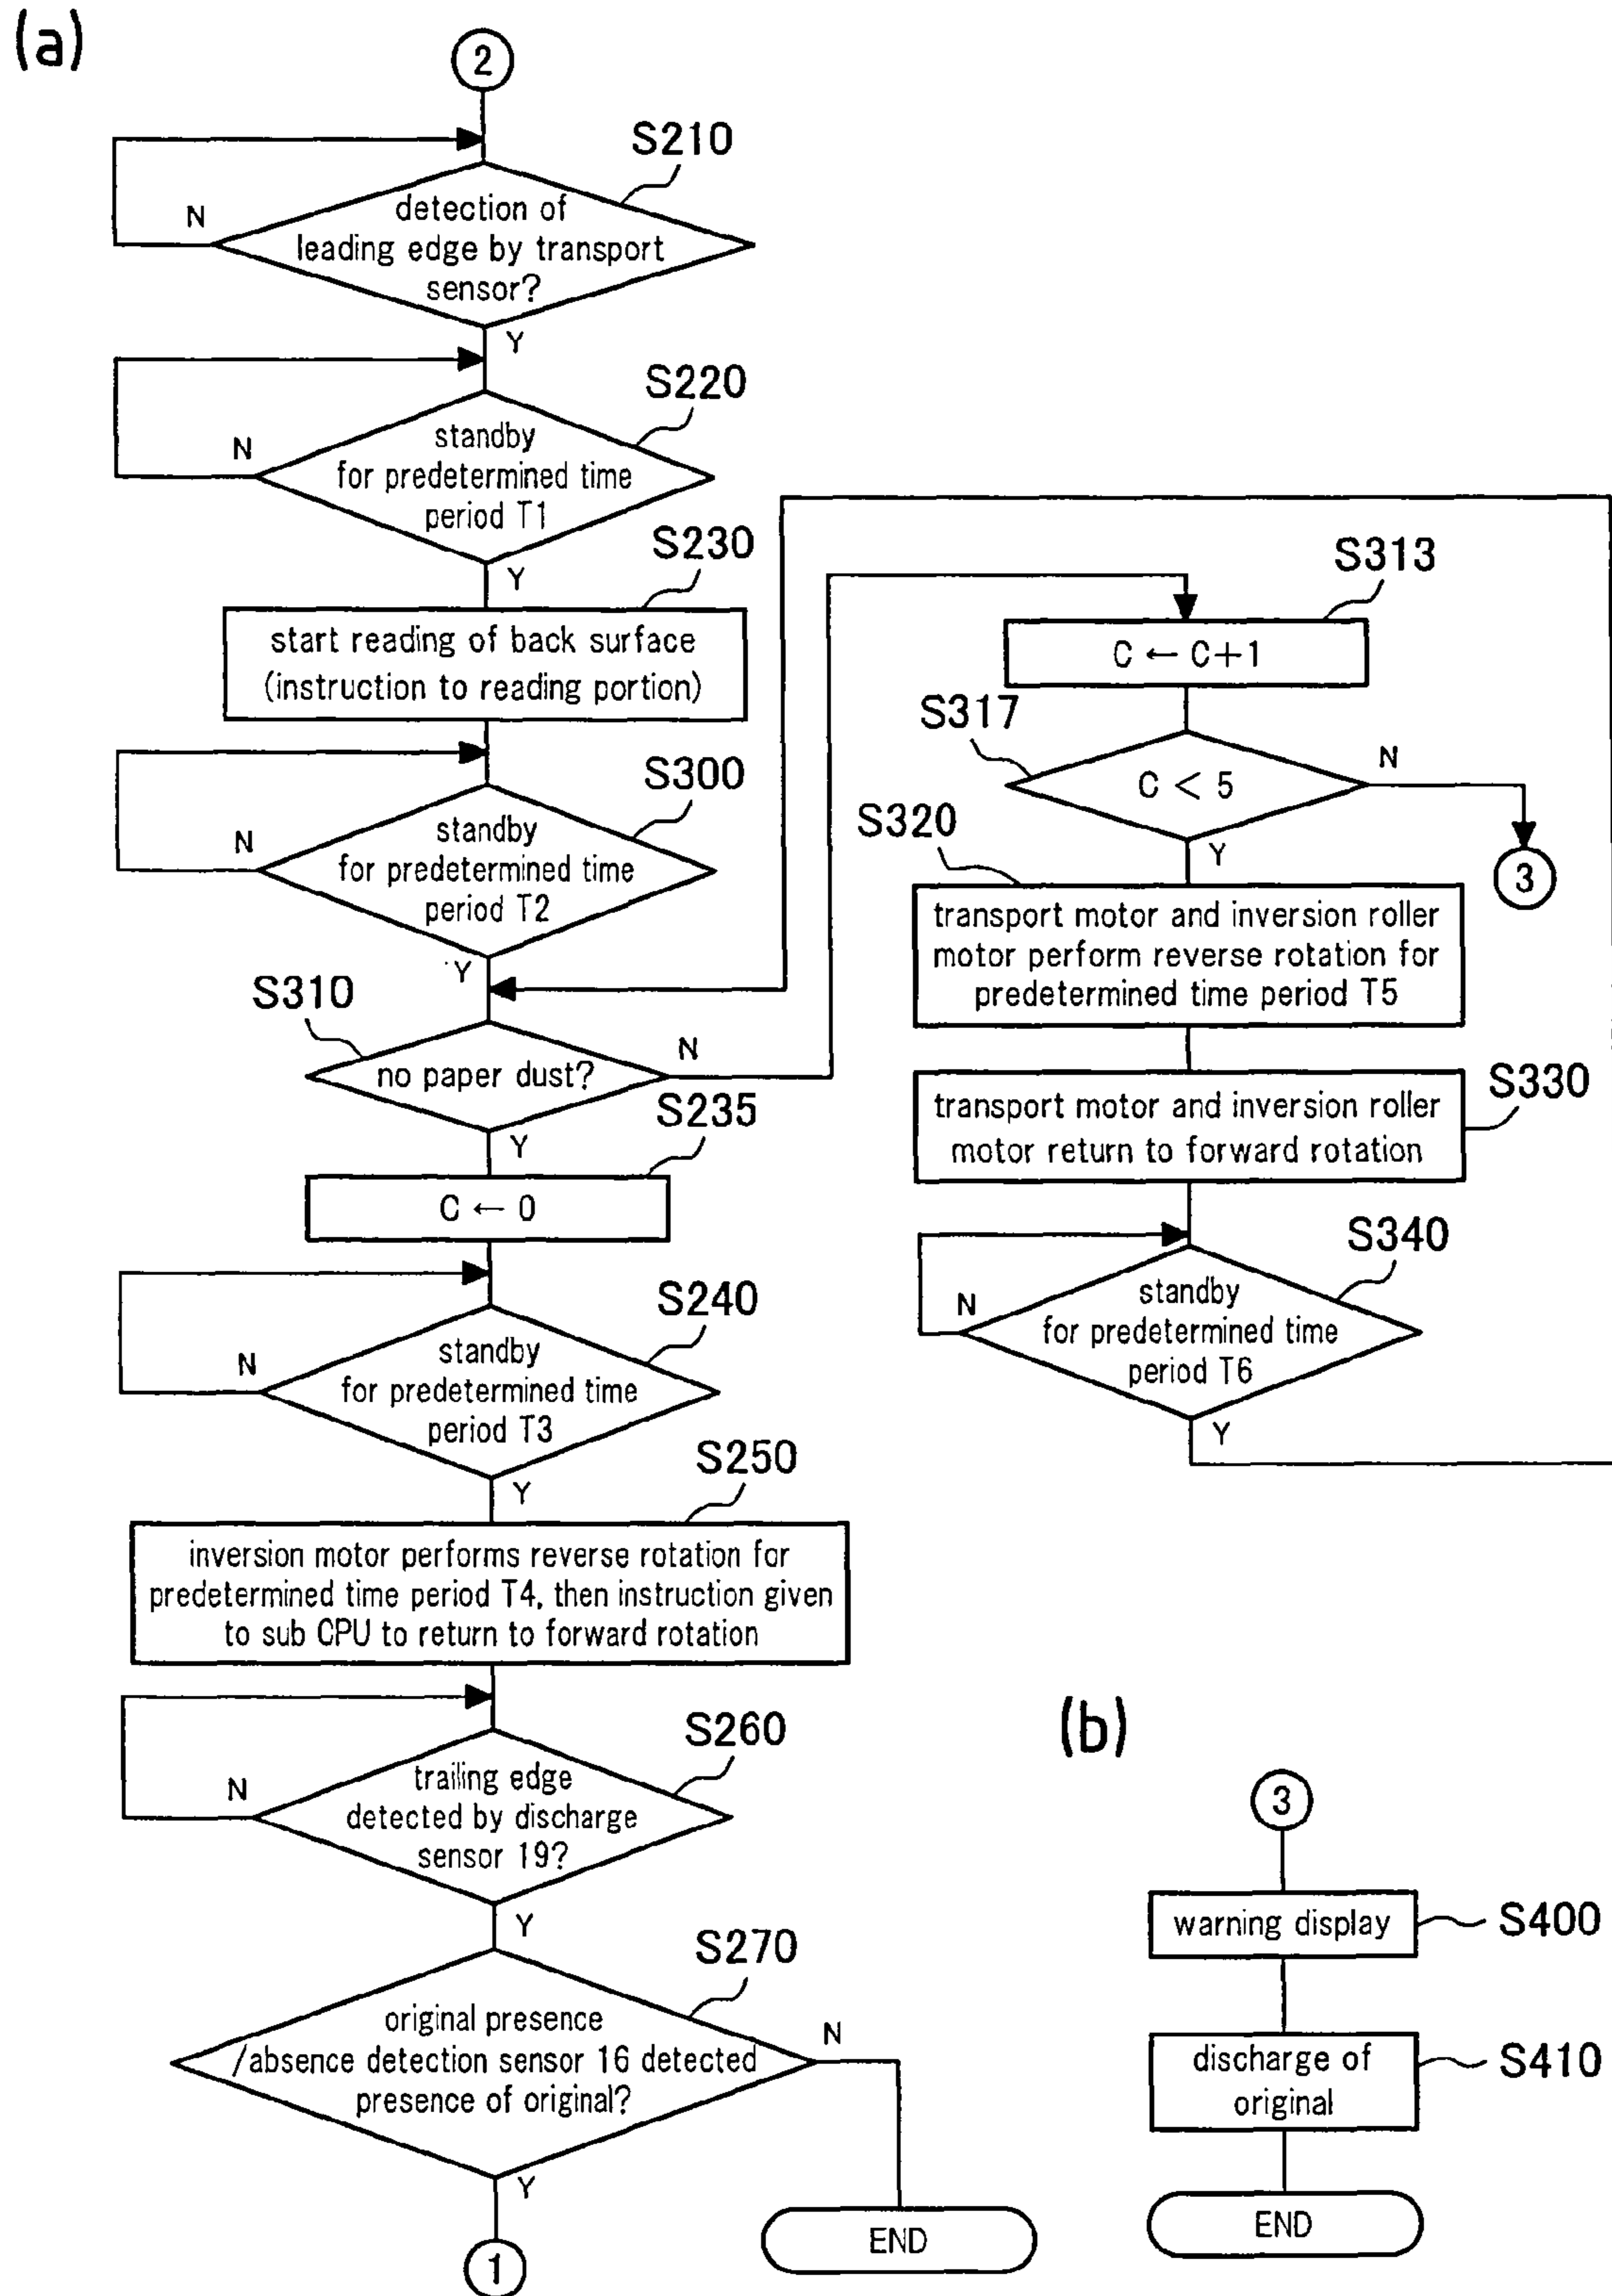 (a)
2
S210
N
detection of
leading edge by transport
sensor?
Y
S220
N
standby
for predetermined time
period T1
Y
S230
start reading of back surface
(instruction to reading portion)
S300
N
standby
for predetermined time
period T2
Y
S310
no paper dust?
N
Y
S235
C ← 0
S240
N
standby
for predetermined time
period T3
Y
S250
inversion motor performs reverse rotation for
predetermined time period T4, then instruction given
to sub CPU to return to forward rotation
S260
N
trailing edge
detected by discharge
sensor 19?
Y
S270
original presence
/absence detection sensor 16 detected
presence of original?
N
Y
END
1
S313
C ← C+1
S317
C < 5
N
3
Y
S320
transport motor and inversion roller
motor perform reverse rotation for
predetermined time period T5
S330
transport motor and inversion roller
motor return to forward rotation
S340
N
standby
for predetermined time
period T6
Y
(b)
3
warning display
S400
discharge of
original
S410
END